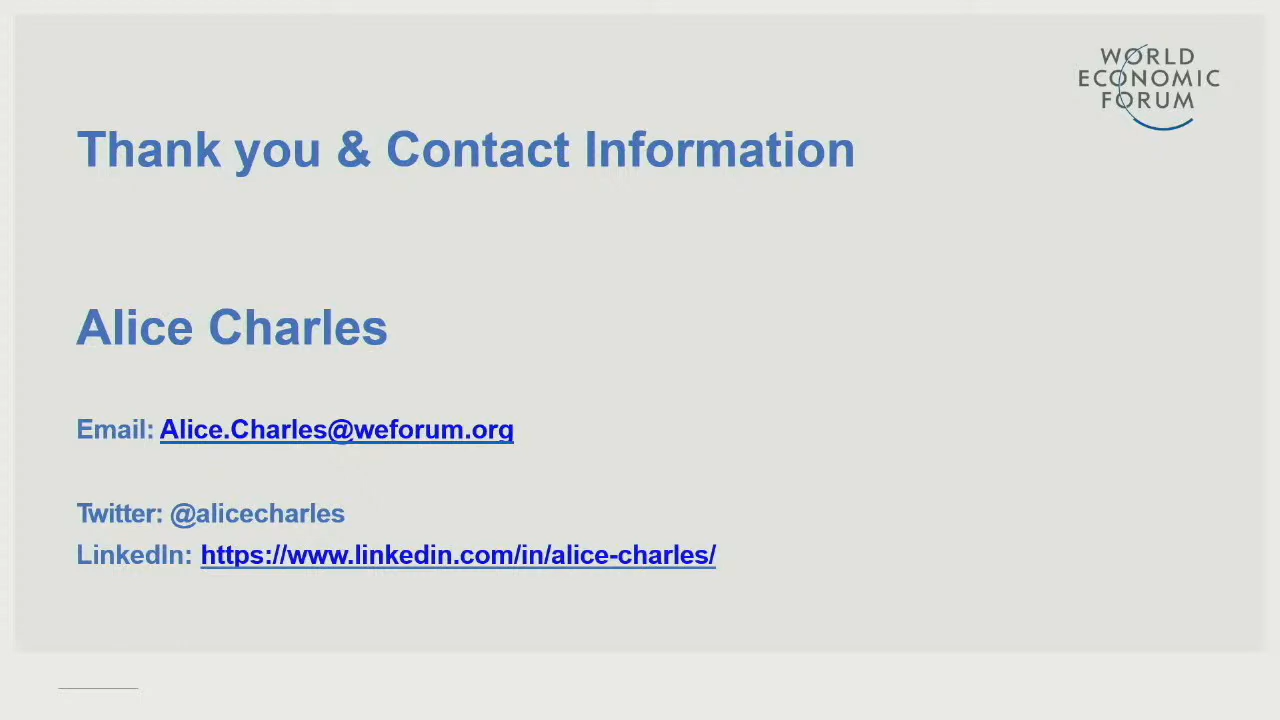 WORLD
ECONOMIC
FORUM
Thank you & Contact Information
Alice Charles
Email: Alice.Charles@weforum.org
Twitter: @alicecharles
LinkedIn: https://www.linkedin.com/in/alice-charles/